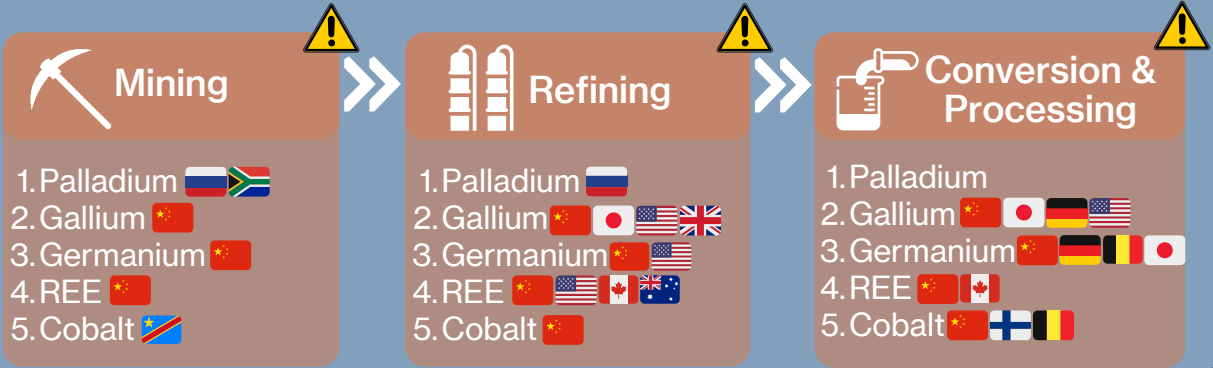 Mining
1. Palladium
2. Gallium
3. Germanium
4. REE
5. Cobalt
Refining
1. Palladium
2. Gallium
3. Germanium
4. REE
5. Cobalt
Conversion &
Processing
1. Palladium
2. Gallium
3. Germanium
4. REE
5. Cobalt